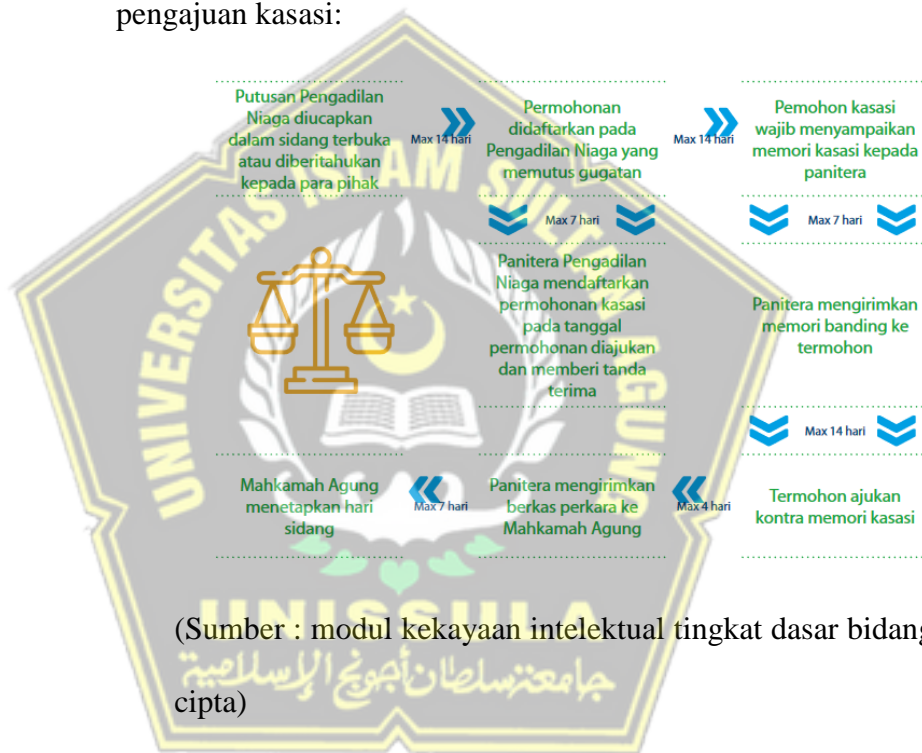 pengajuan kasasi:
Putusan Pengadilan
Niaga diucapkan
dalam sidang terbuka
atau diberitahukan
kepada para pihak
Max 14 hari
Permohonan
didaftarkan pada
Pengadilan Niaga yang
memutus gugatan
Max 14 hari
Pemohon kasasi
wajib menyampaikan
memori kasasi kepada
panitera
Max 7 hari
Max 7 hari
Panitera Pengadilan
Niaga mendaftarkan
permohonan kasasi
pada tanggal
permohonan diajukan
dan memberi tanda
terima
Panitera mengirimkan
memori banding ke
termohon
Max 14 hari
Mahkamah Agung
menetapkan hari
sidang
Max 7 hari
Panitera mengirimkan
berkas perkara ke
Mahkamah Agung
Max 4 hari
Termohon ajukan
kontra memori kasasi
UNIVERSITAS ISLAM SULTAN AGUNG
UNISSULA
جامعة سلطان أجونج الإسلامية
(Sumber : modul kekayaan intelektual tingkat dasar bidang
cipta)